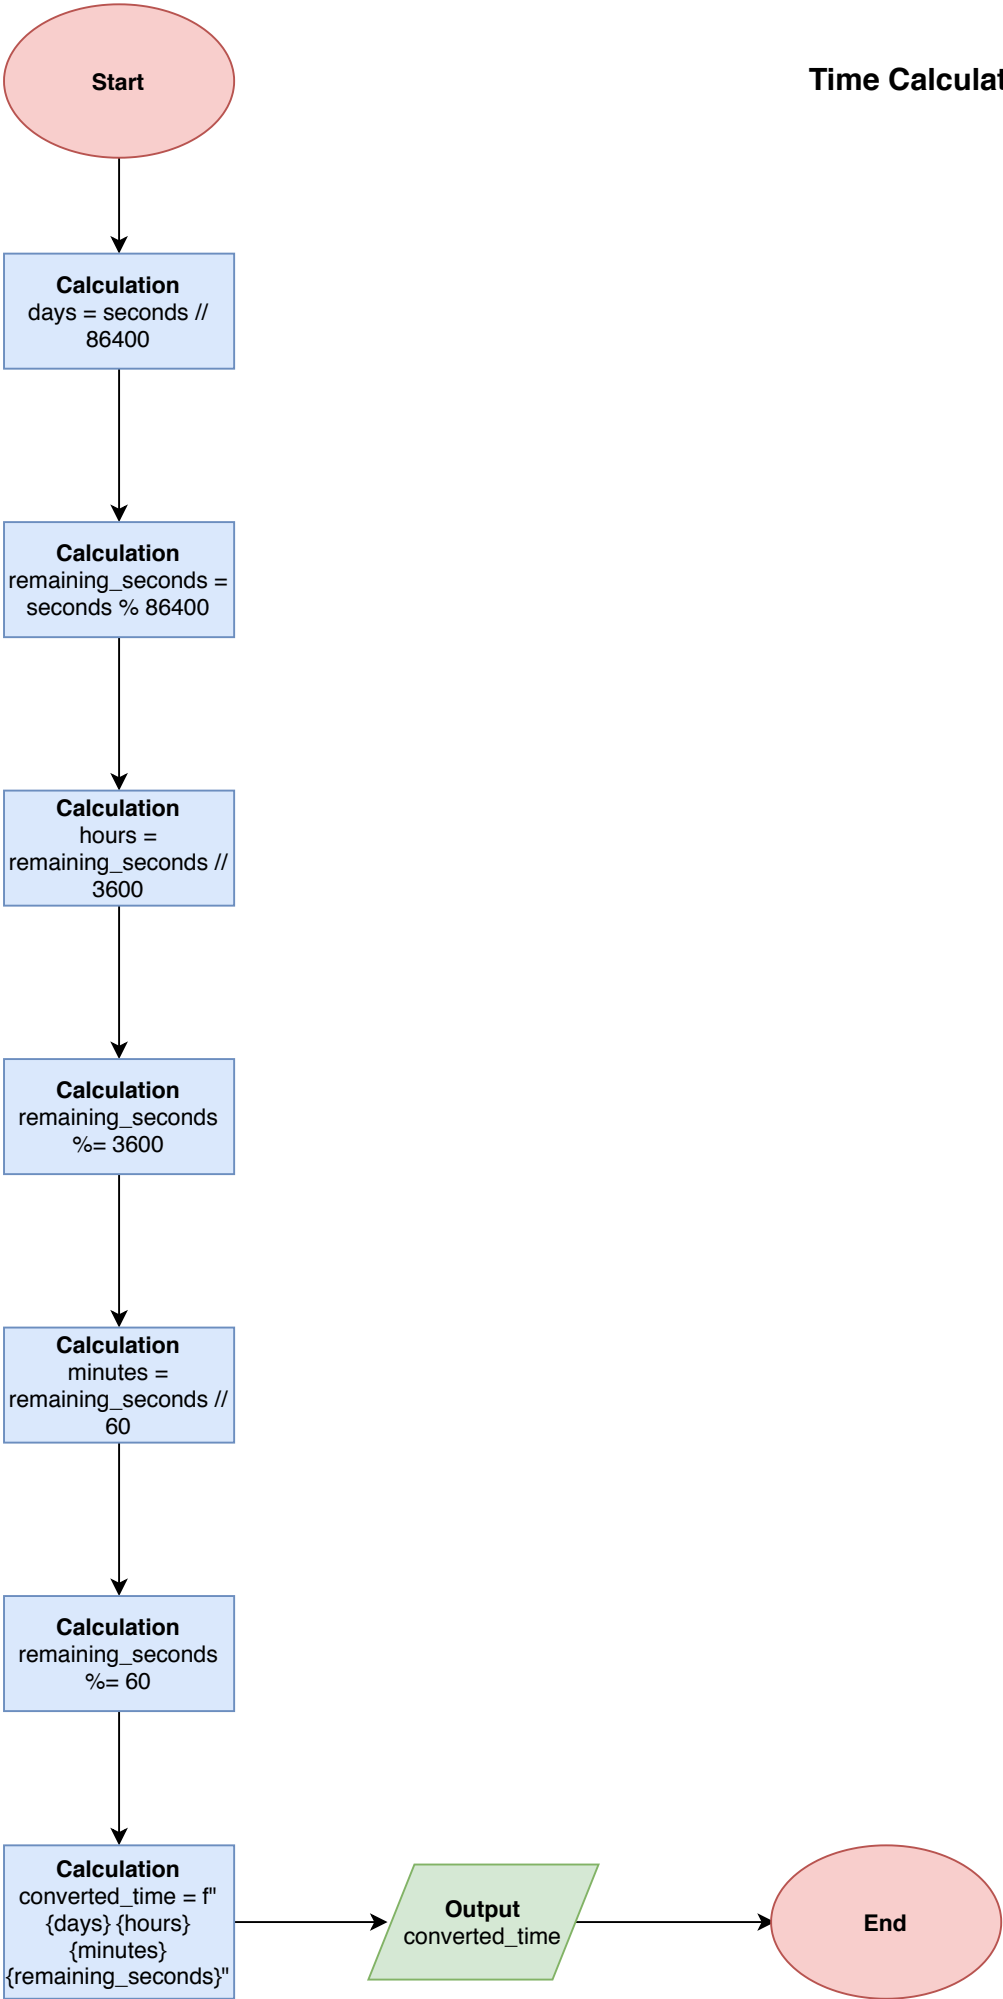 Start
Time Calculat
Calculation
days = seconds //
86400
Calculation
remaining_seconds =
seconds % 86400
Calculation
hours =
remaining_seconds //
3600
Calculation
remaining_seconds
%= 3600
Calculation
minutes =
remaining_seconds //
60
Calculation
remaining_seconds
%= 60
Calculation
converted_time = f"
{days} {hours}
{minutes}
{remaining_seconds}"
Output
converted_time
End